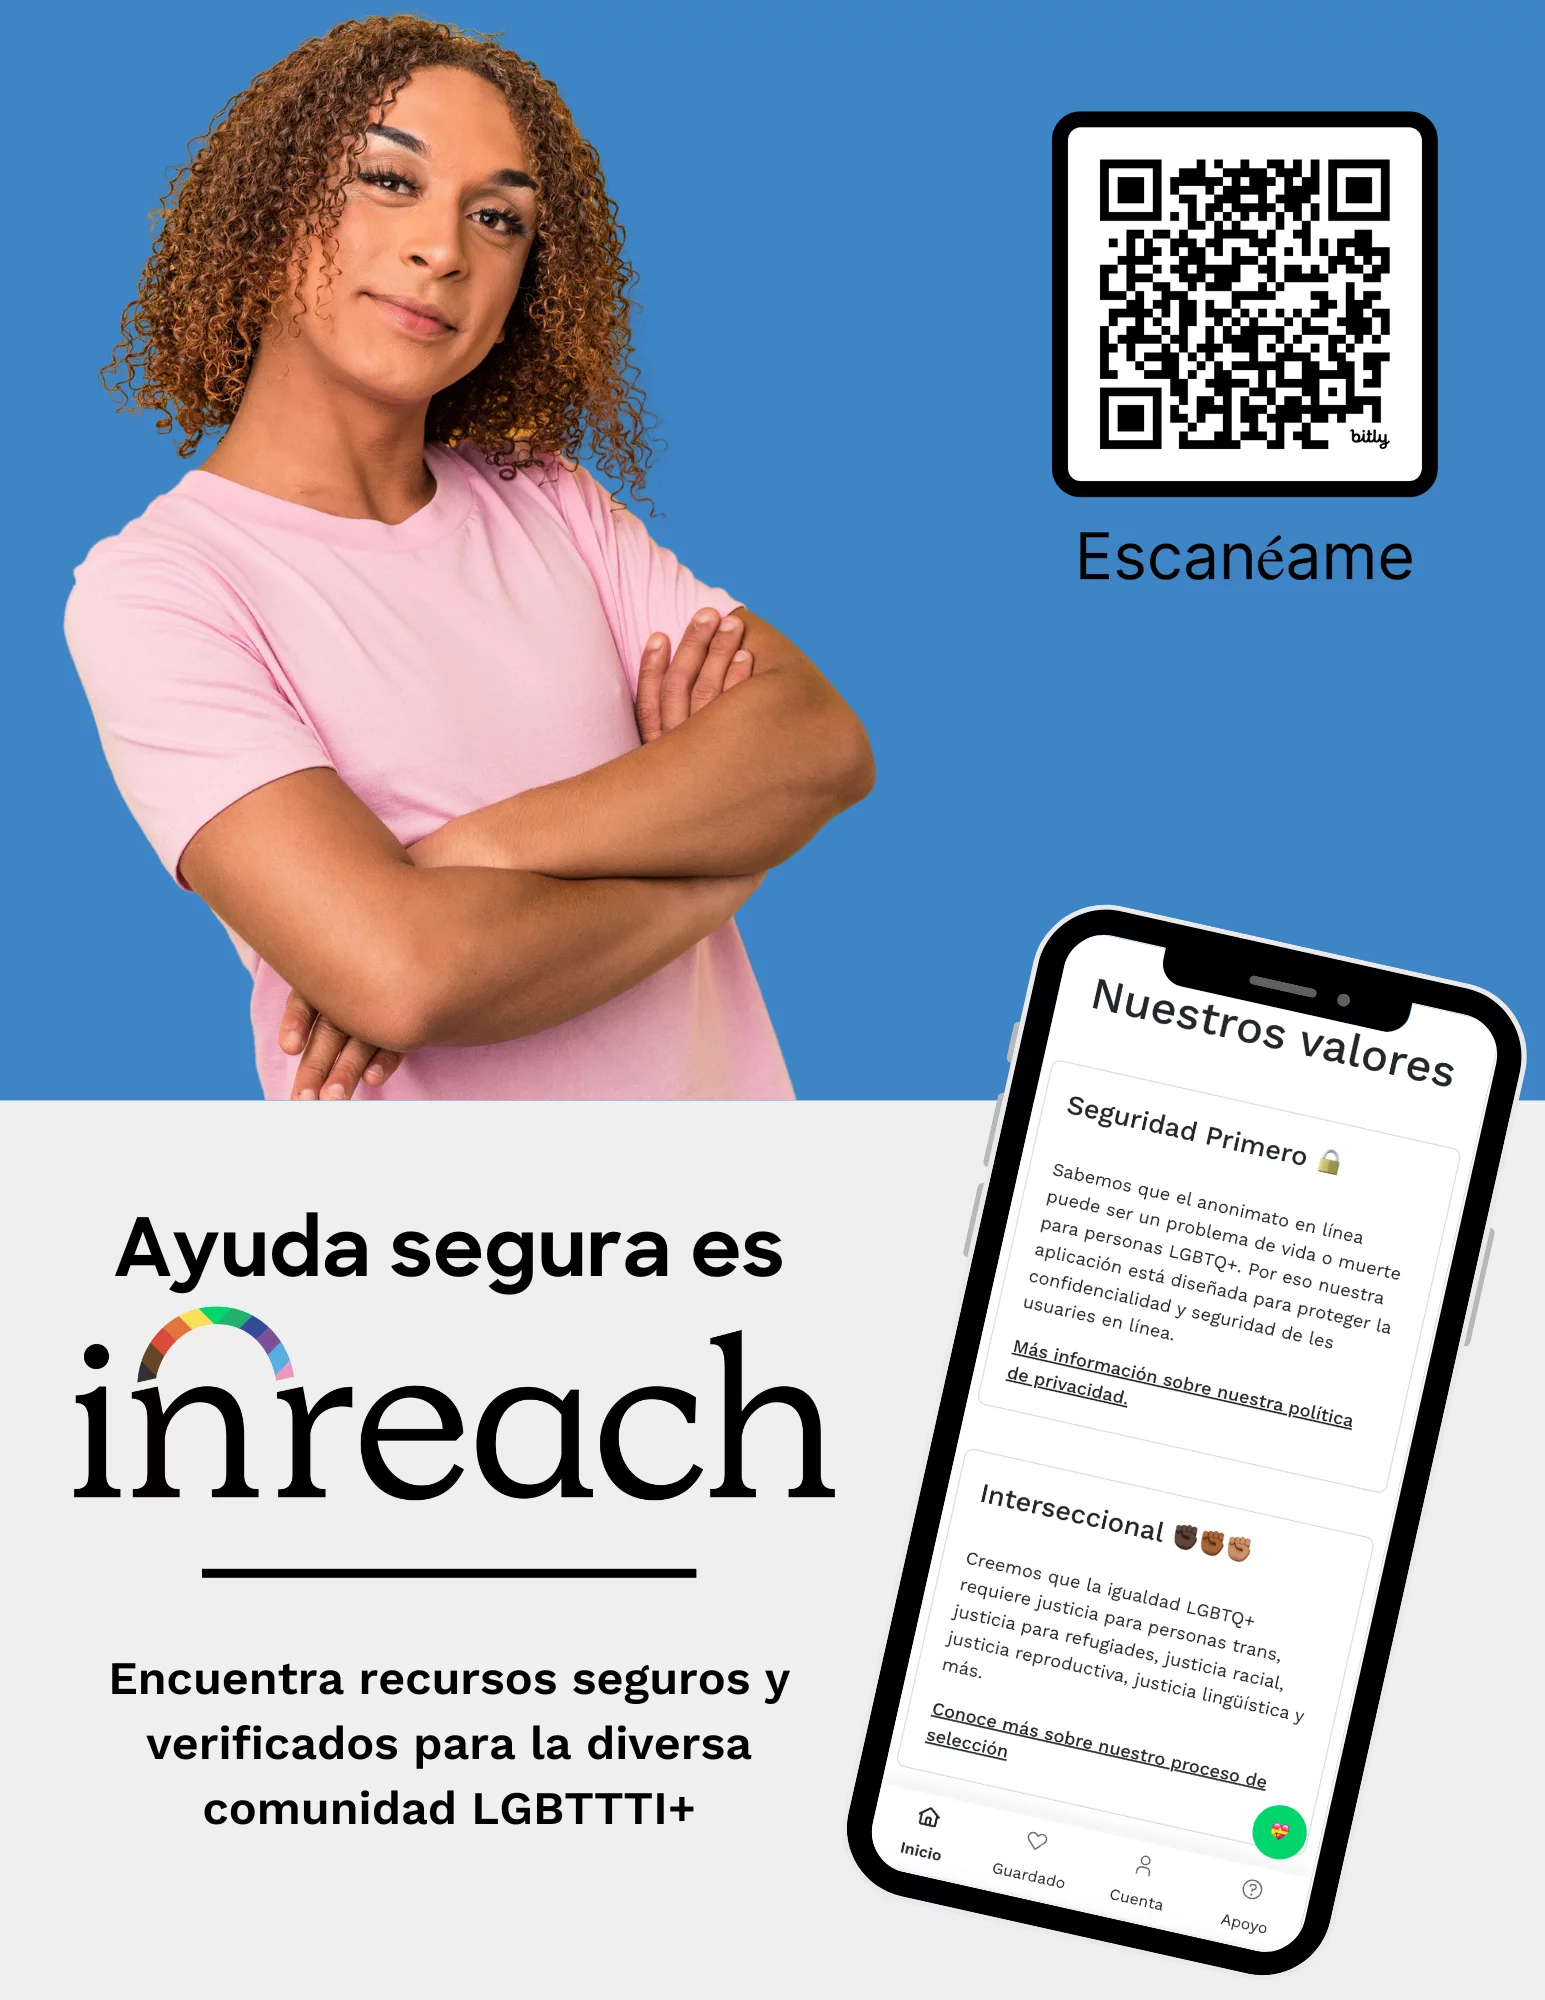 bitly
Escanéame
Nuestros valores
Seguridad Primero
Sabemos que el anonimato en línea
puede ser un problema de vida o muerte
para personas LGBTQ+. Por eso nuestra
aplicación está diseñada para proteger la
confidencialidad y seguridad de les
usuaries en línea.
Más información sobre nuestra política
de privacidad.
Interseccional
Creemos que la igualdad LGBTQ+
requiere justicia para personas trans,
justicia para refugiades, justicia racial,
justicia reproductiva, justicia lingüística y
más.
Conoce más sobre nuestro proceso de
selección
Inicio
Guardado
Cuenta
Apoyo
Ayuda segura es
inreach
Encuentra recursos seguros y
verificados para la diversa
comunidad LGBTTTI+